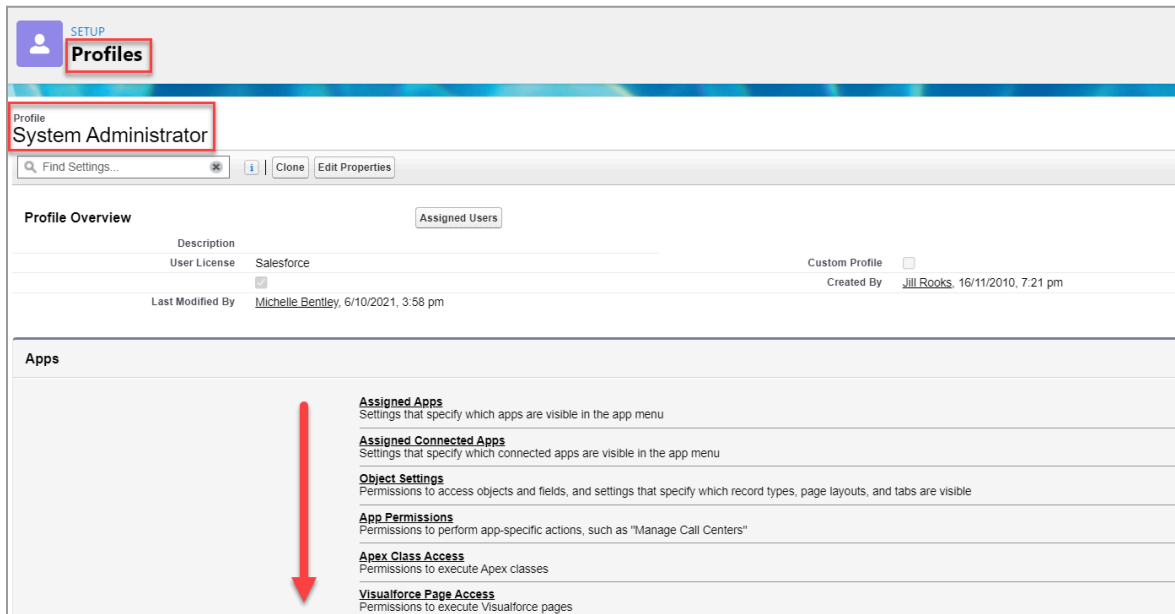 SETUP
Profiles
Profile
System Administrator
Find Settings...
i
Clone
Edit Properties
Profile Overview
Assigned Users
Description
User License Salesforce
Custom Profile
Created By Jill Rooks, 16/11/2010, 7:21 pm
Last Modified By Michelle Bentley, 6/10/2021, 3:58 pm
Apps
Assigned Apps
Settings that specify which apps are visible in the app menu
Assigned Connected Apps
Settings that specify which connected apps are visible in the app menu
Object Settings
Permissions to access objects and fields, and settings that specify which record types, page layouts, and tabs are visible
App Permissions
Permissions to perform app-specific actions, such as "Manage Call Centers"
Apex Class Access
Permissions to execute Apex classes
Visualforce Page Access
Permissions to execute Visualforce pages